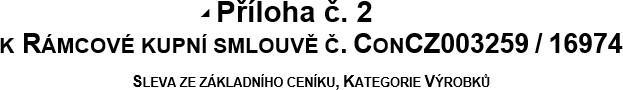 Příloha č. 2
K RÁMCOVÉ KUPNÍ SMLOUVĚ Č. CONCZ003259 / 16974
SLEVA ZE ZÁKLADNÍHO CENÍKU, KATEGORIE VÝROBKŮ